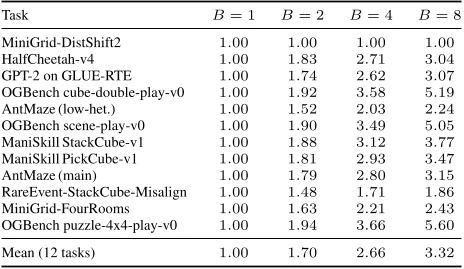 Task B = 1 B = 2 B = 4 B = 8
MiniGrid-DistShift2 1.00 1.00 1.00 1.00
HalfCheetah-v4 1.00 1.83 2.71 3.04
GPT-2 on GLUE-RTE 1.00 1.74 2.62 3.07
OGBench cube-double-play-v0 1.00 1.92 3.58 5.19
AntMaze (low-het.) 1.00 1.52 2.03 2.24
OGBench scene-play-v0 1.00 1.90 3.49 5.05
ManiSkill StackCube-v1 1.00 1.88 3.12 3.77
ManiSkill PickCube-v1 1.00 1.81 2.93 3.47
AntMaze (main) 1.00 1.79 2.80 3.15
RareEvent-StackCube-Misalign 1.00 1.48 1.71 1.86
MiniGrid-FourRooms 1.00 1.63 2.21 2.43
OGBench puzzle-4x4-play-v0 1.00 1.94 3.66 5.60
Mean (12 tasks) 1.00 1.70 2.66 3.32